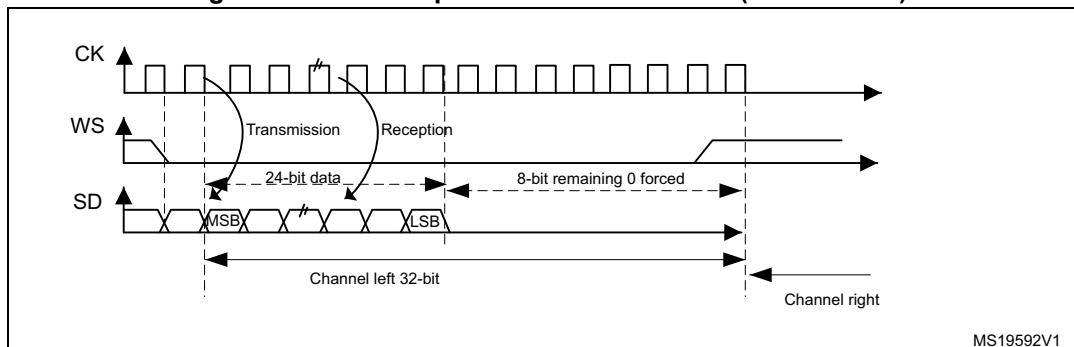 CK
Transmission
Reception
WS
24-bit data
8-bit remaining 0 forced
SD
MSB
LSB
Channel left 32-bit
Channel right
MS19592V1